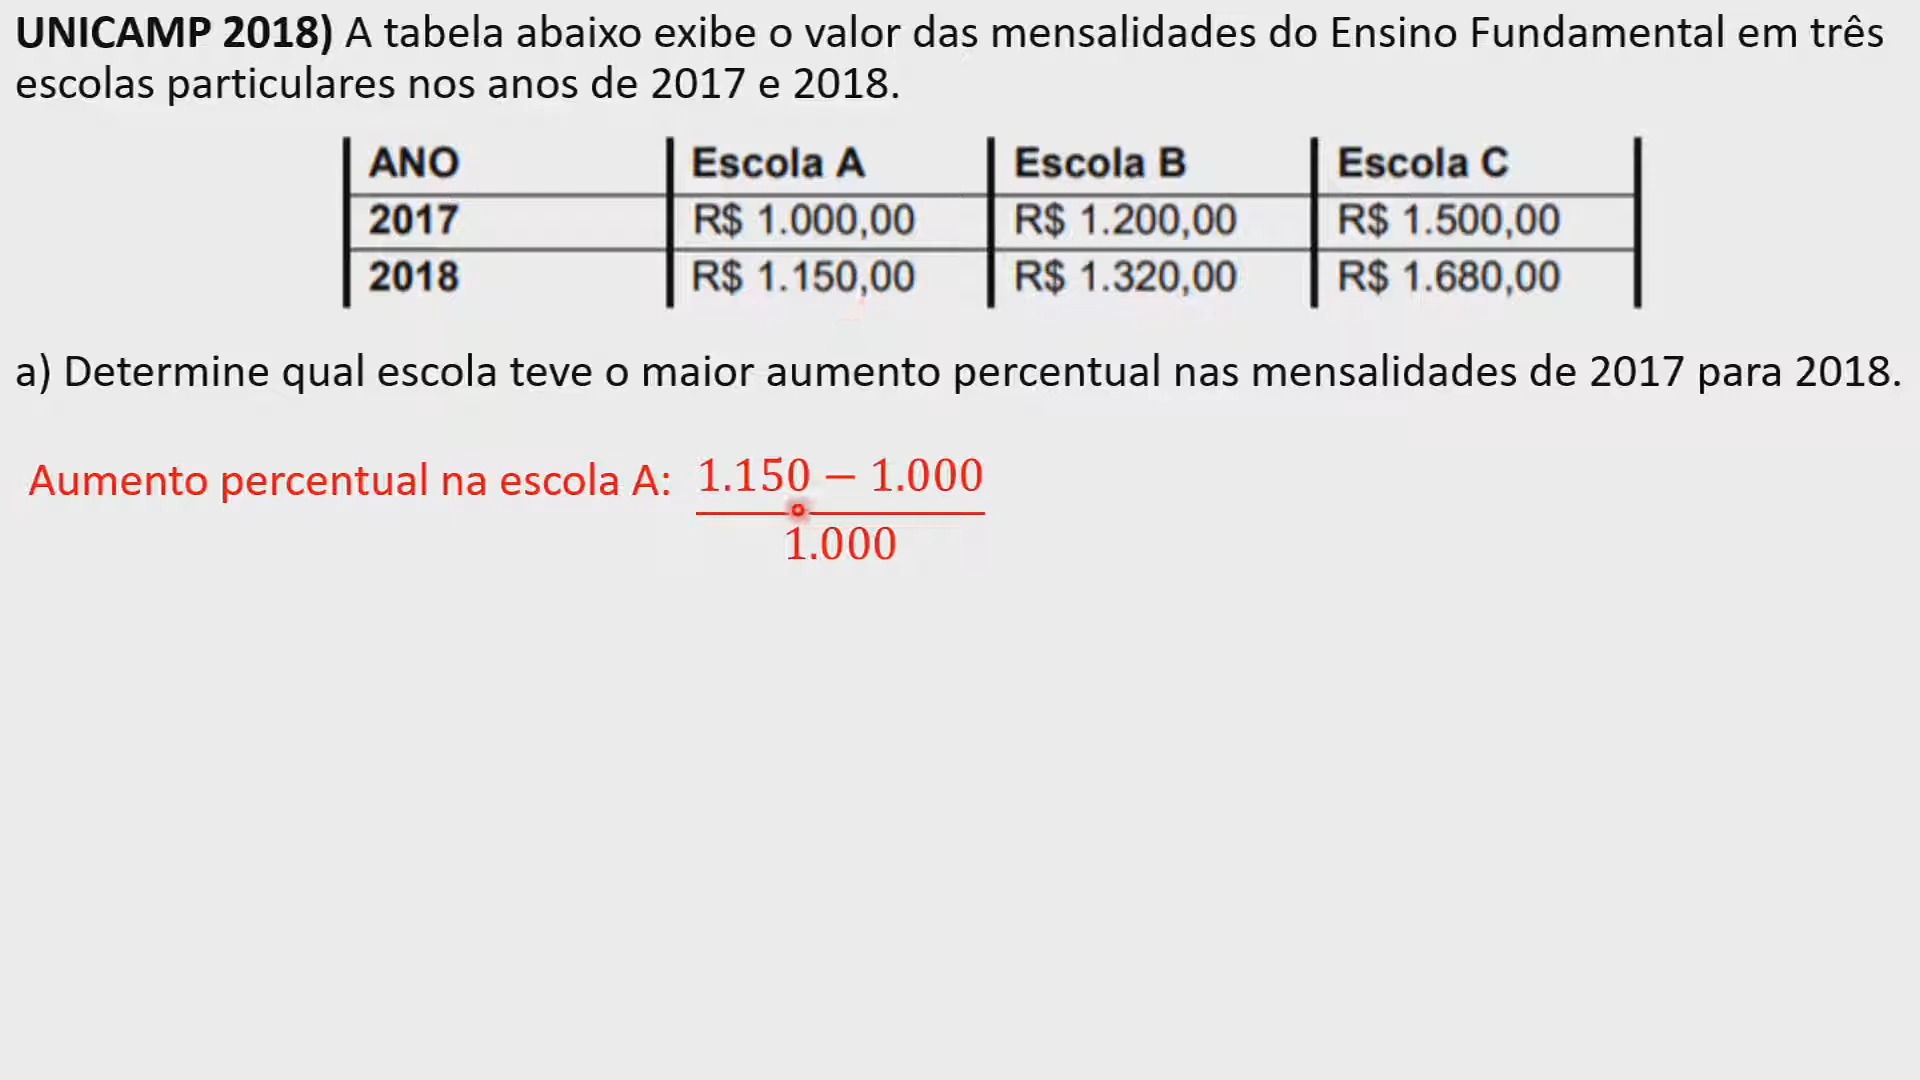 UNICAMP 2018) A tabela abaixo exibe o valor das mensalidades do Ensino Fundamental em três
escolas particulares nos anos de 2017 e 2018.
ANO Escola A Escola B Escola C
2017 R$ 1.000,00 R$ 1.200,00 R$ 1.500,00
2018 R$ 1.150,00 R$ 1.320,00 R$ 1.680,00
a) Determine qual escola teve o maior aumento percentual nas mensalidades de 2017 para 2018.
Aumento percentual na escola A: 1.150 − 1.000
1.000